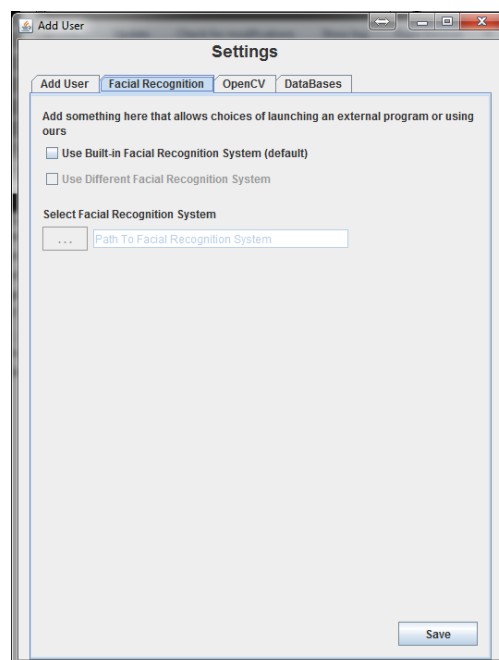 Add User
Settings
Add User Facial Recognition OpenCV DataBases
Add something here that allows choices of launching an external program or using
ours
Use Built-in Facial Recognition System (default)
Use Different Facial Recognition System
Select Facial Recognition System
... Path To Facial Recognition System
Save